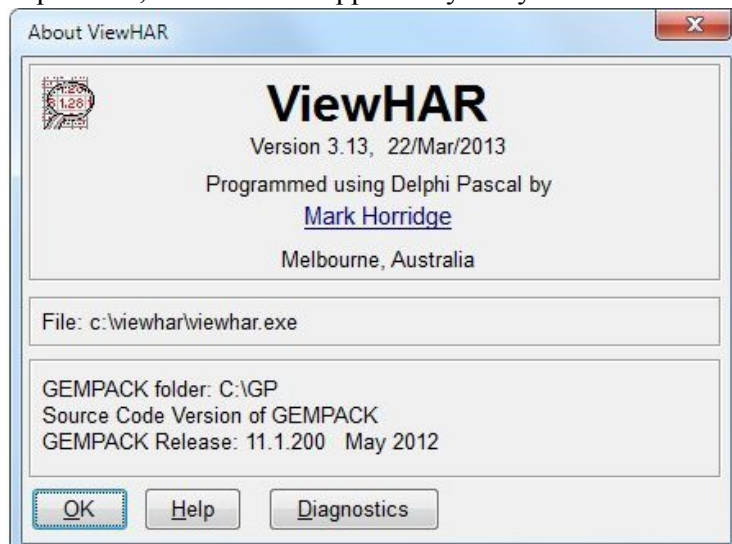 About ViewHAR
1.28
ViewHAR
Version 3.13, 22/Mar/2013
Programmed using Delphi Pascal by
Mark Horridge
Melbourne, Australia
File: c:\viewhar\viewhar.exe
GEMPACK folder: C:\GP
Source Code Version of GEMPACK
GEMPACK Release: 11.1.200 May 2012
OK Help Diagnostics